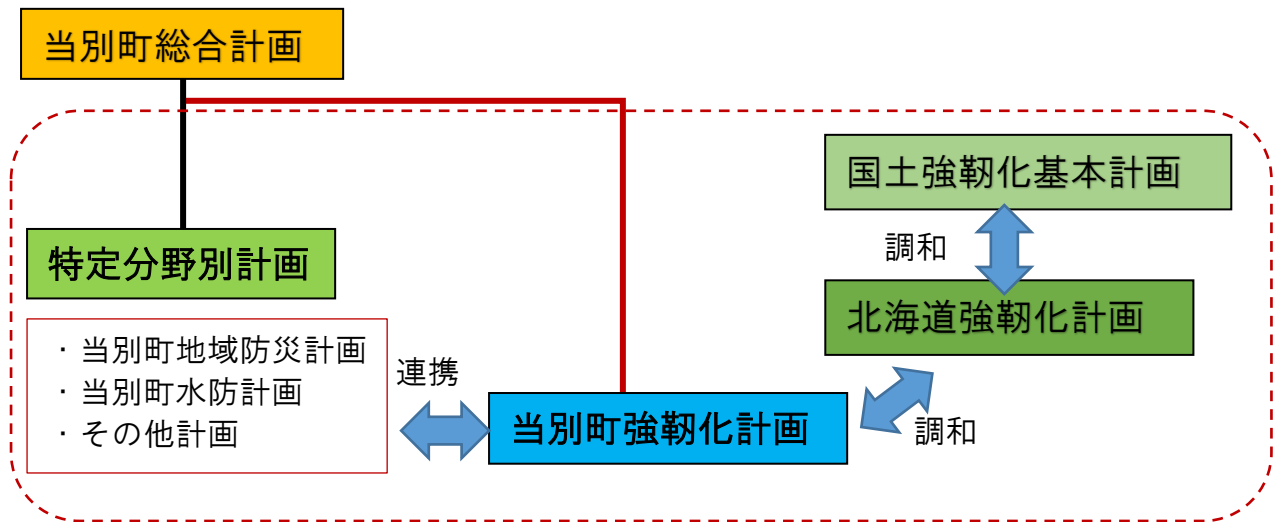 当別町総合計画
国土強靭化基本計画
調和
特定分野別計画
北海道強靭化計画
・当別町地域防災計画
・当別町水防計画
・その他計画
連携
当別町強靭化計画
調和